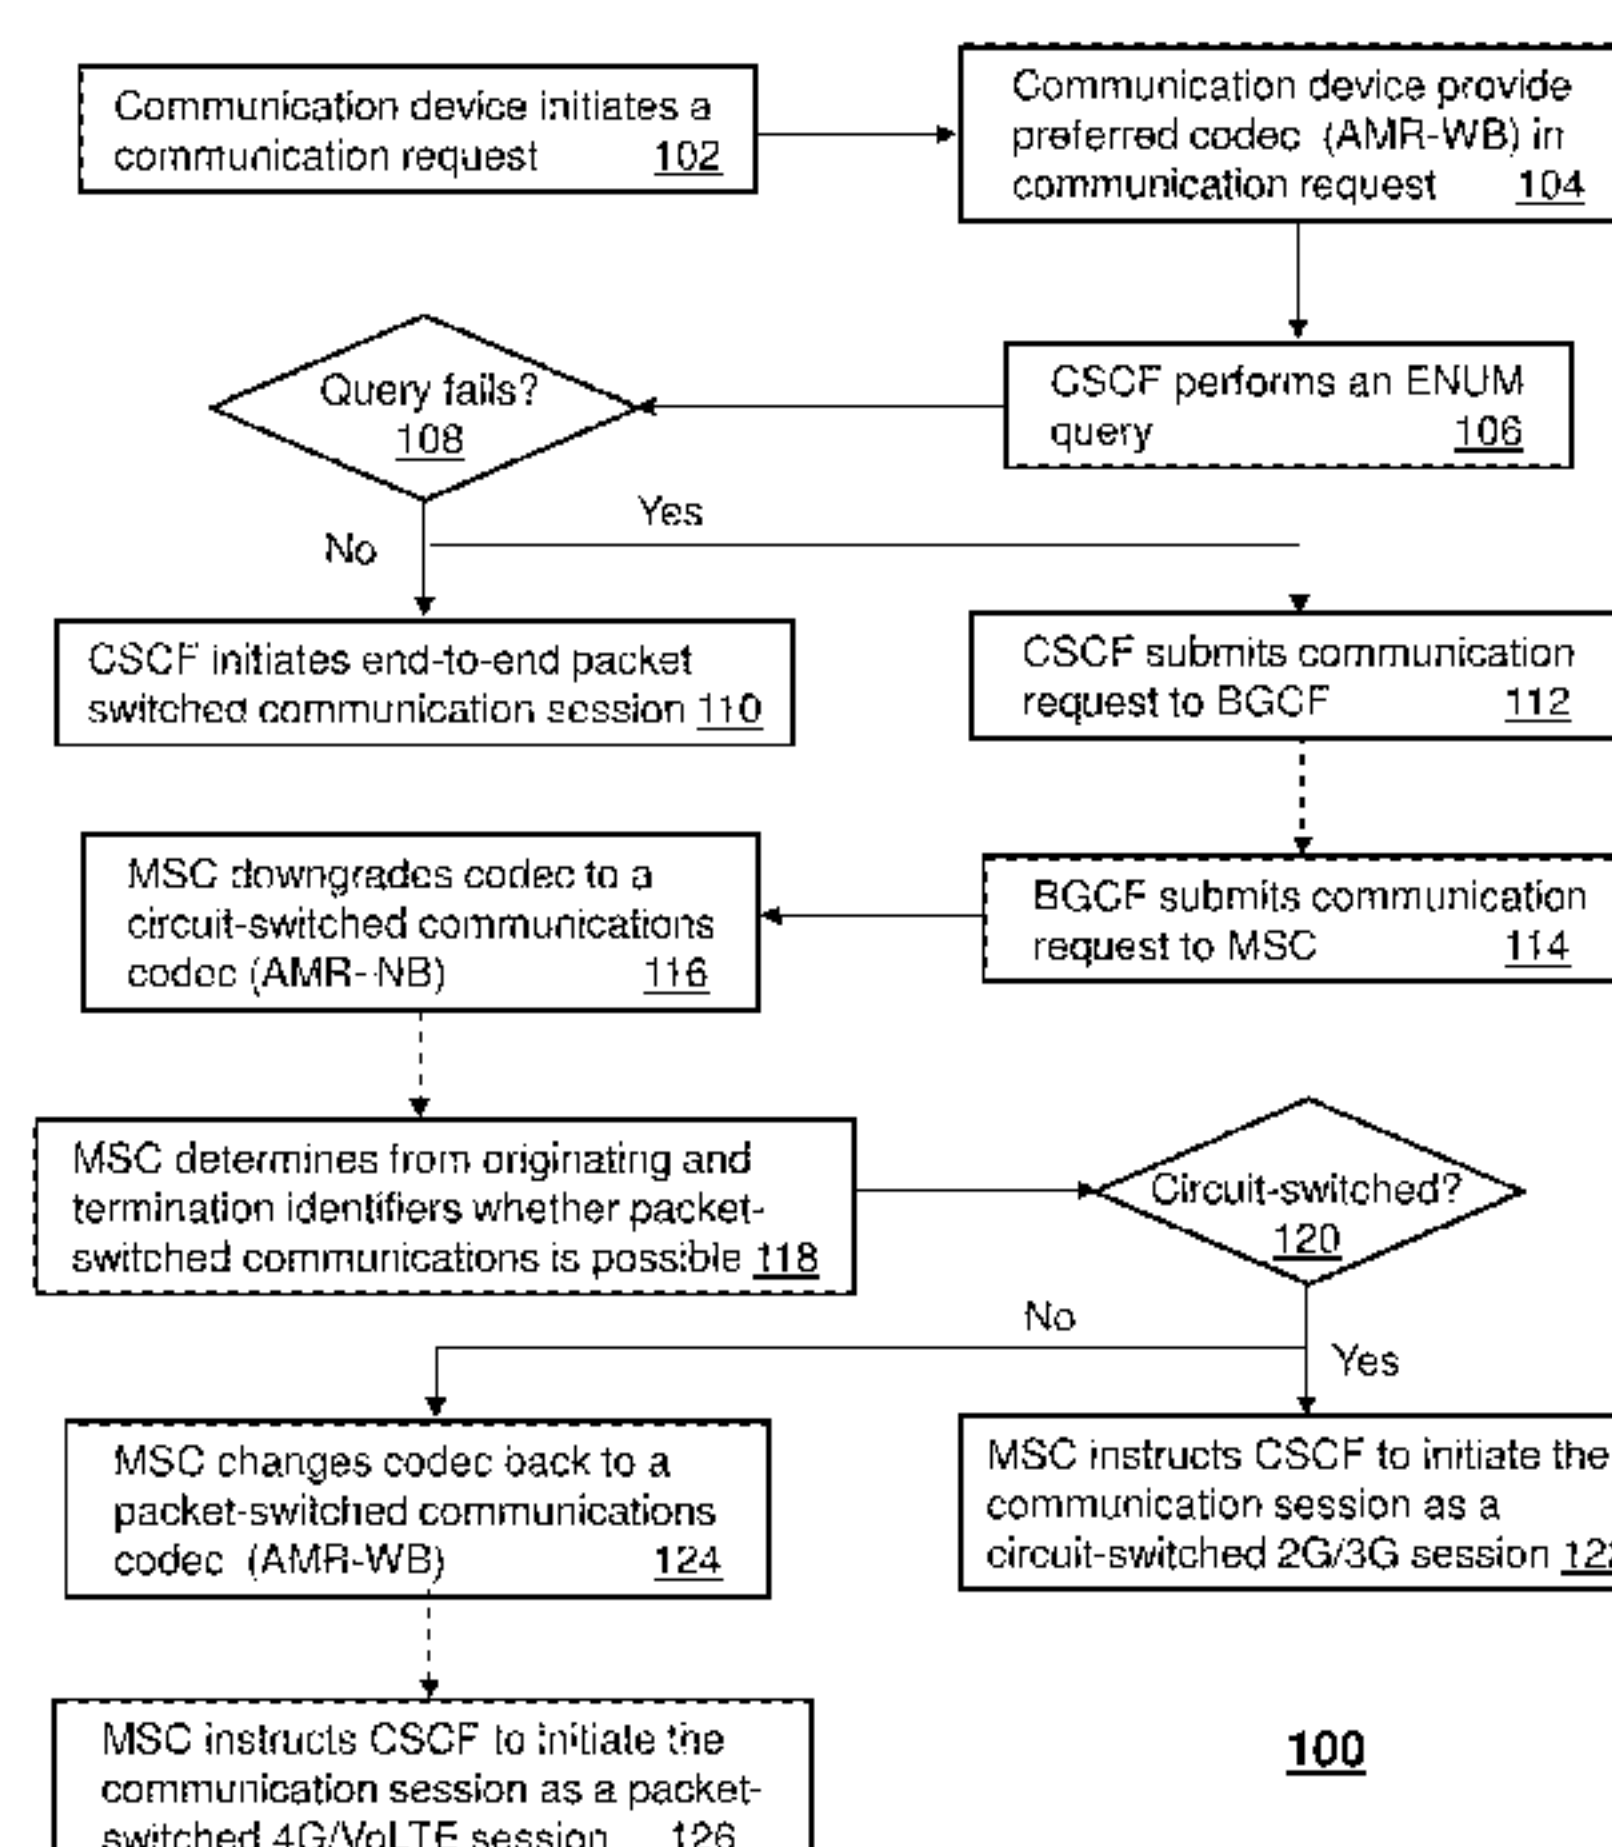 Communication device initiates a
communication request 102
Communication device provide
preferred codec (AMR-WB) in
communication request 104
CSCF performs an ENUM
query 106
Query fails?
108
Yes
No
CSCF initiates end-to-end packet
switched communication session 110
CSCF submits communication
request to BGCF 112
BGCF submits communication
request to MSC 114
MSC downgrades codec to a
circuit-switched communications
codec (AMR-NB) 116
MSC determines from originating and
termination identifiers whether packet-
switched communications is possible 118
Circuit-switched?
120
No
Yes
MSC instructs CSCF to initiate the
communication session as a
circuit-switched 2G/3G session
MSC changes codec back to a
packet-switched communications
codec (AMR-WB) 124
MSC instructs CSCF to initiate the
communication session as a packet-
switched 4G/VoLTE session 126
100